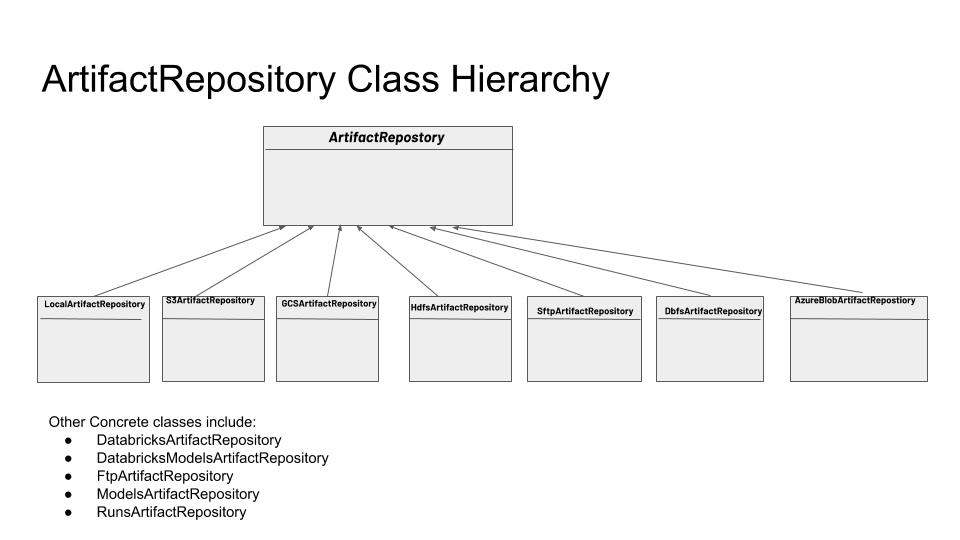 ArtifactRepository Class Hierarchy
ArtifactRepostory
LocalArtifactRepository
S3ArtifactRepository
GCSArtifactRepository
HdfsArtifactRepository
SftpArtifactRepository
DbfsArtifactRepository
AzureBlobArtifactRepostiory
Other Concrete classes include:
● DatabricksArtifactRepository
● DatabricksModelsArtifactRepository
● FtpArtifactRepository
● ModelsArtifactRepository
● RunsArtifactRepository